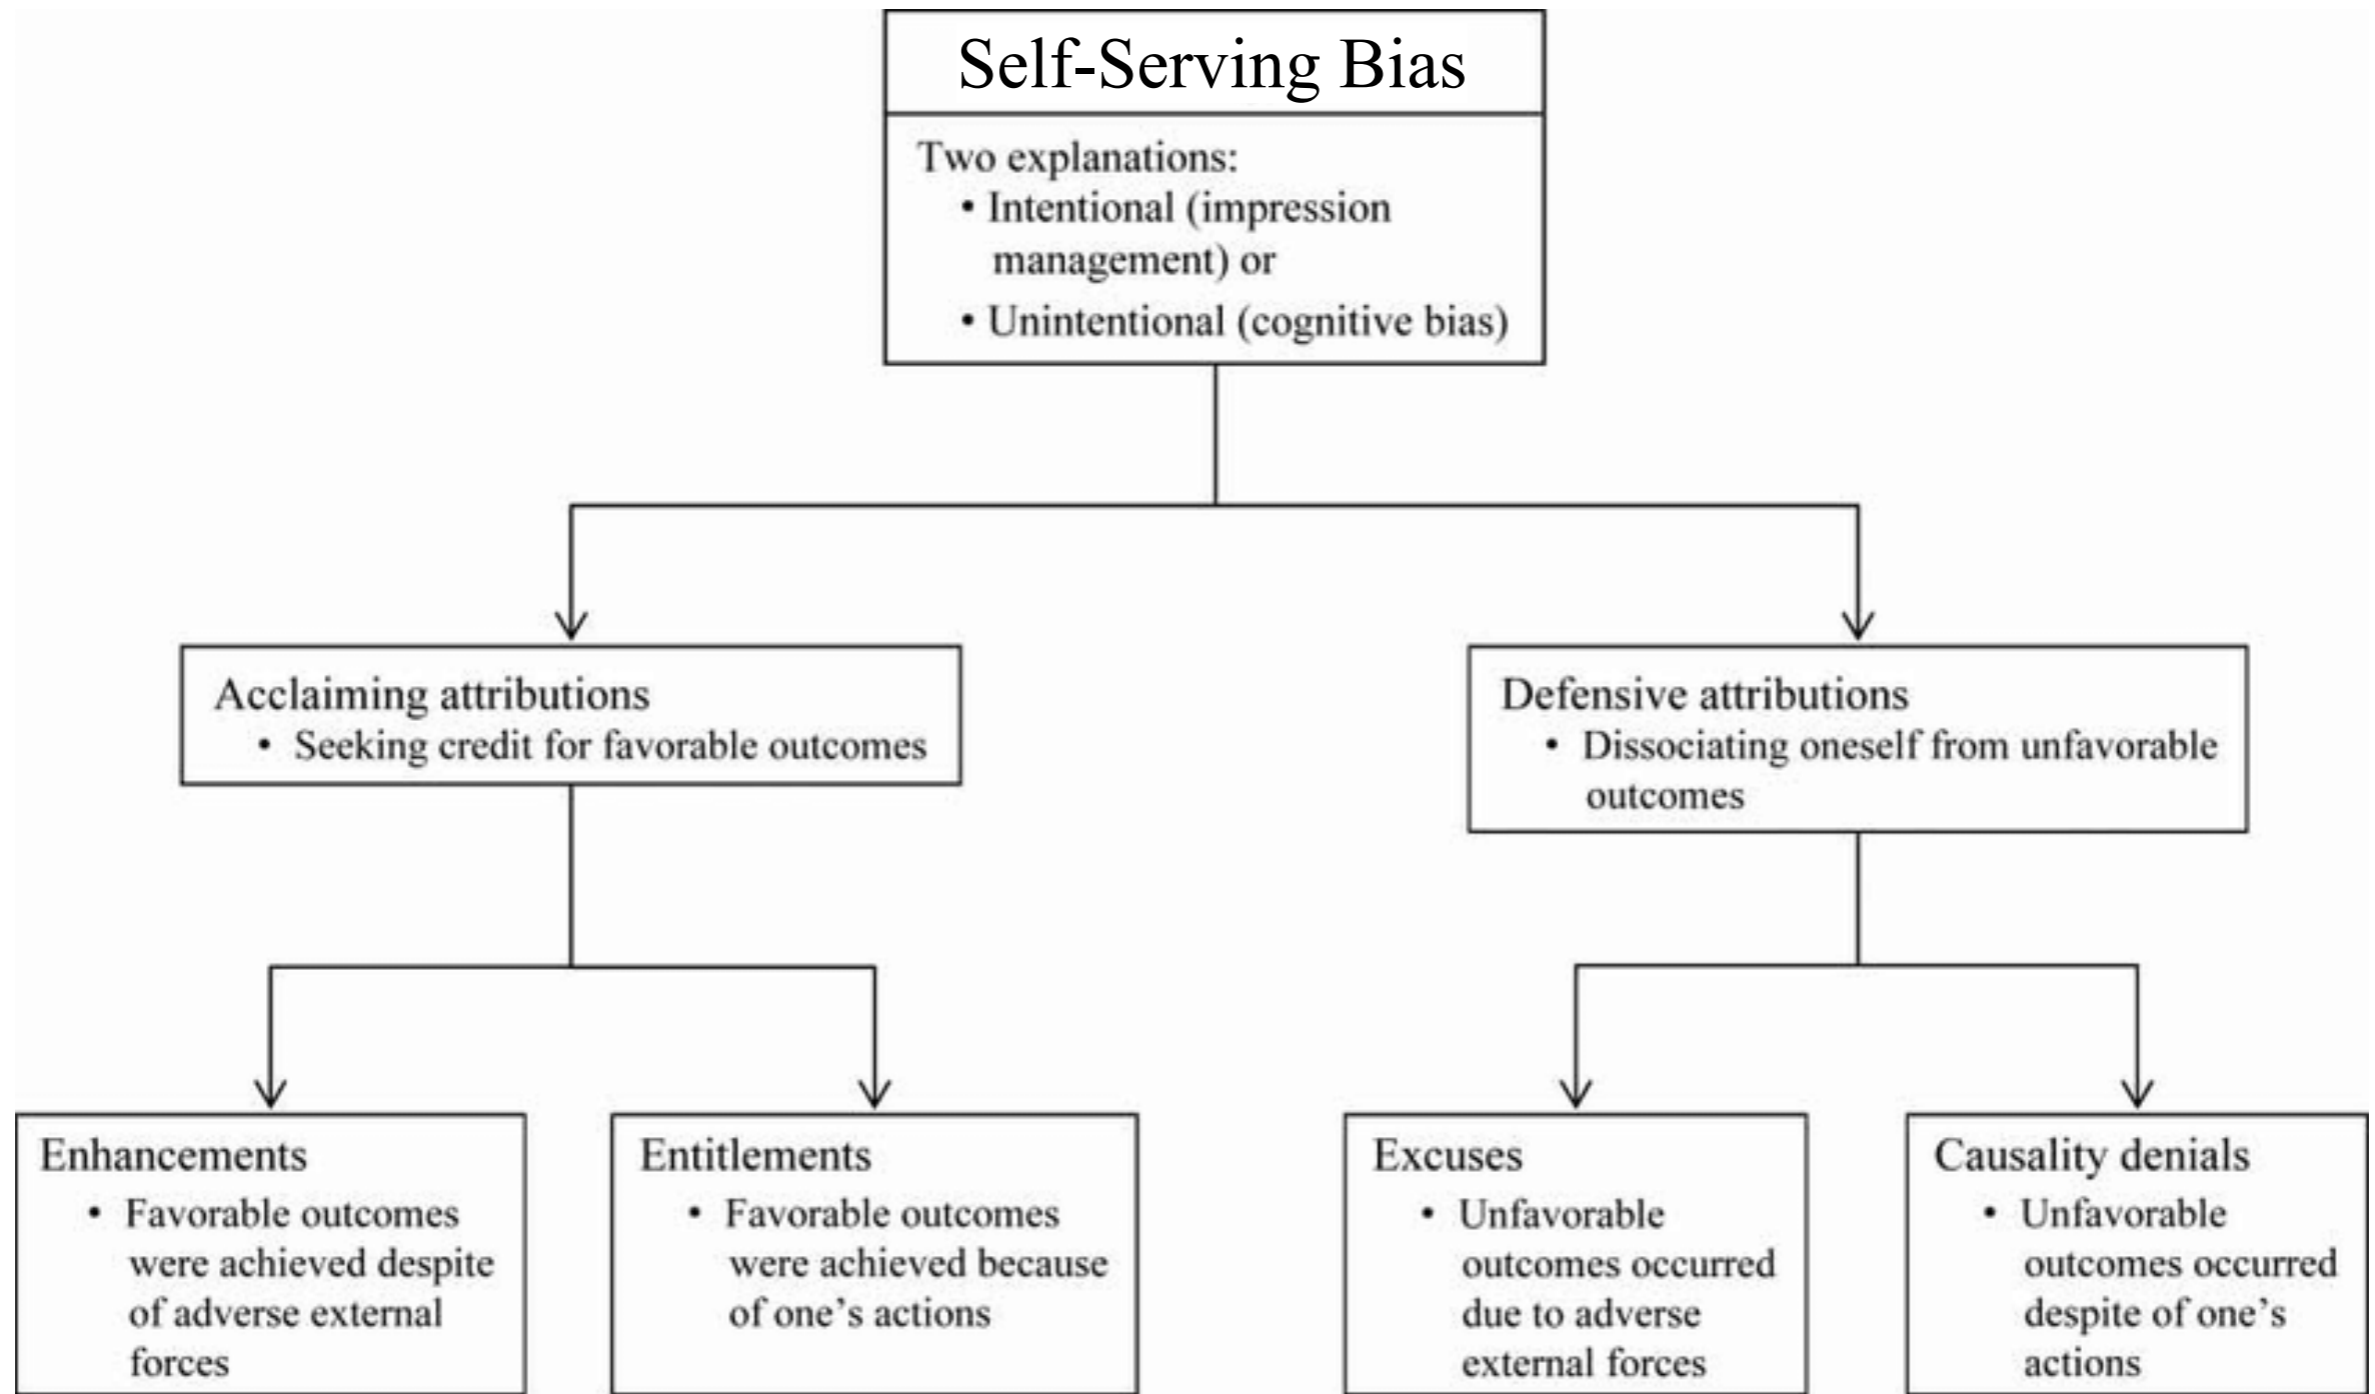 Self-Serving Bias
Two explanations:
• Intentional (impression
management) or
• Unintentional (cognitive bias)
Acclaiming attributions
• Seeking credit for favorable outcomes
Defensive attributions
• Dissociating oneself from unfavorable
outcomes
Enhancements
• Favorable outcomes
were achieved despite
of adverse external
forces
Entitlements
• Favorable outcomes
were achieved because
of one’s actions
Excuses
• Unfavorable
outcomes occurred
due to adverse
external forces
Causality denials
• Unfavorable
outcomes occurred
despite of one’s
actions